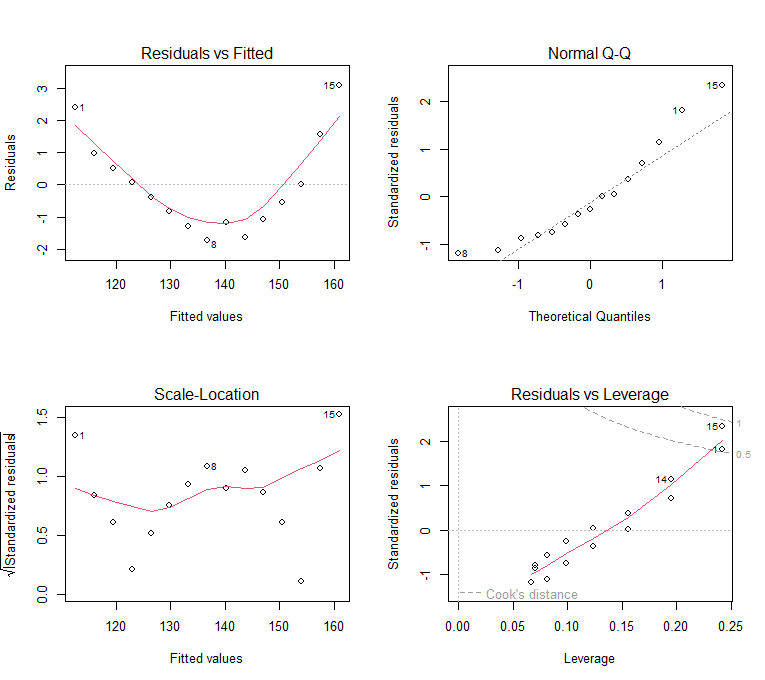 Residuals vs Fitted
Residuals
3
2
1
0
-1
-2
1
15
8
120 130 140 150 160
Fitted values
Normal Q-Q
Standardized residuals
2
1
0
-1
15
1
8
-1 0 1
Theoretical Quantiles
Scale-Location
√|Standardized residuals|
1.5
1.0
0.5
0.0
1
15
8
120 130 140 150 160
Fitted values
Residuals vs Leverage
Standardized residuals
2
1
0
-1
15
1
14
1
0.5
Cook's distance
0.00 0.05 0.10 0.15 0.20 0.25
Leverage